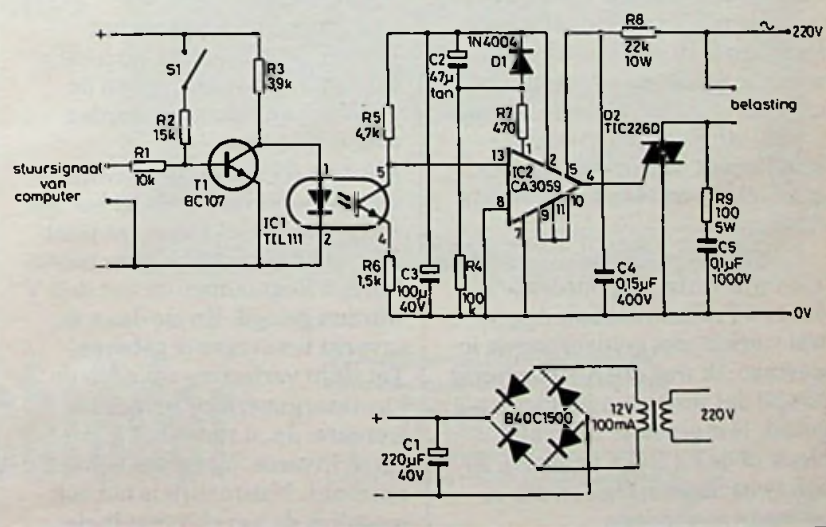 +
S1
R3
3,9k
R2
15k
R1
10k
stuursignaal
van
computer
T1
BC107
-
1
IC1
TIL111
2
5
4
R5
4,7k
R6
1,5k
C2
47µ
tan
C3
100µ
40V
1N4004
D1
R7
470
R4
100
k
13
1
2
5
4
8
7
9
11
10
IC2
CA3059
R8
22k
10W
~
220V
D2
TIC226D
belasting
R9
100
5W
C4
0,15µF
400V
C5
0,1µF
1000V
0V
+
C1
220µF
40V
-
B40C1500
12V
100mA
220V